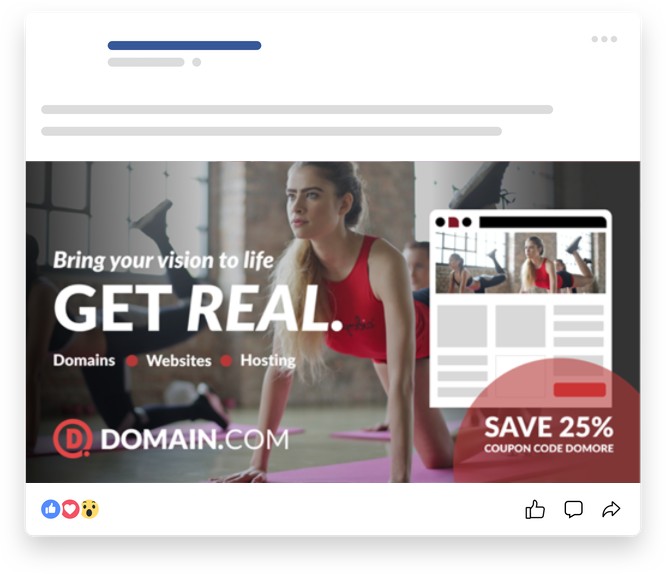 Bring your vision to life
GET REAL.
Domains • Websites • Hosting
DOMAIN.COM
SAVE 25%
COUPON CODE DOMORE